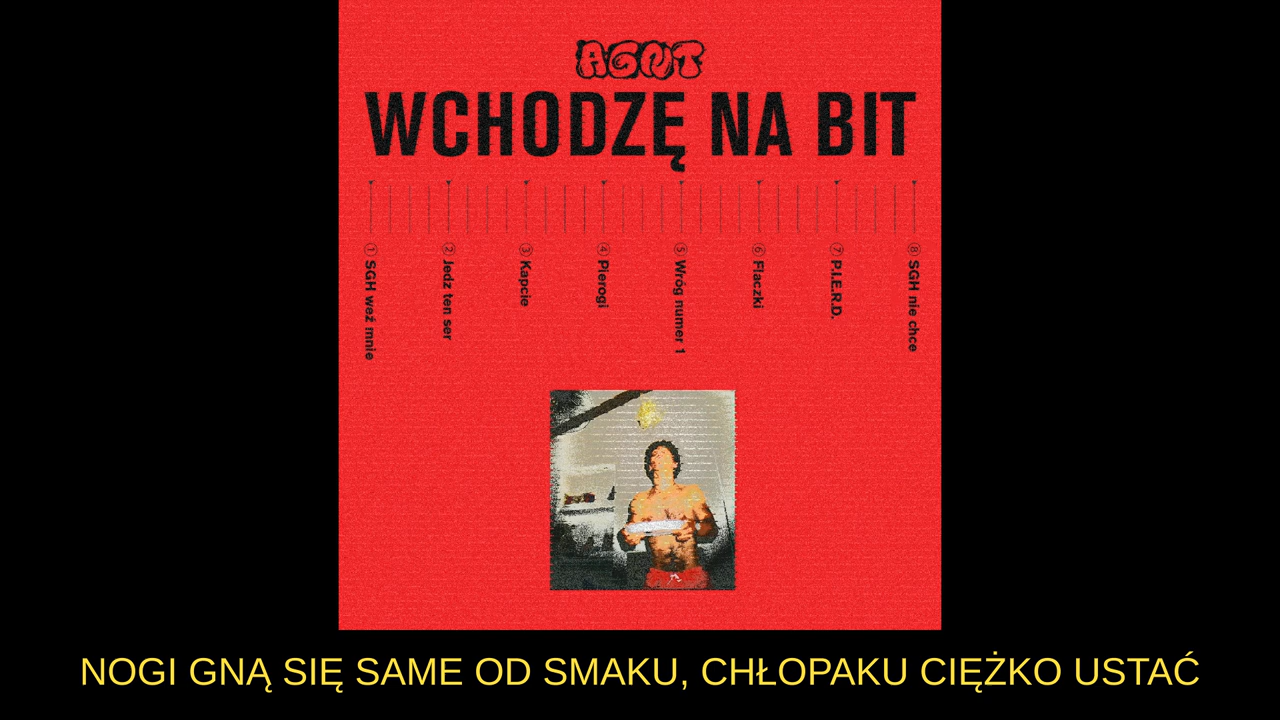 AGNT
WCHODZĘ NA BIT
① SGH weź mnie
② Jedz ten ser
③ Kapcie
④ Pierogi
⑤ Wróg numer 1
⑥ Flaczki
⑦ P.I.E.R.D.
⑧ SGH nie chce
NOGI GNĄ SIĘ SAME OD SMAKU, CHŁOPAKU CIĘŻKO USTAĆ